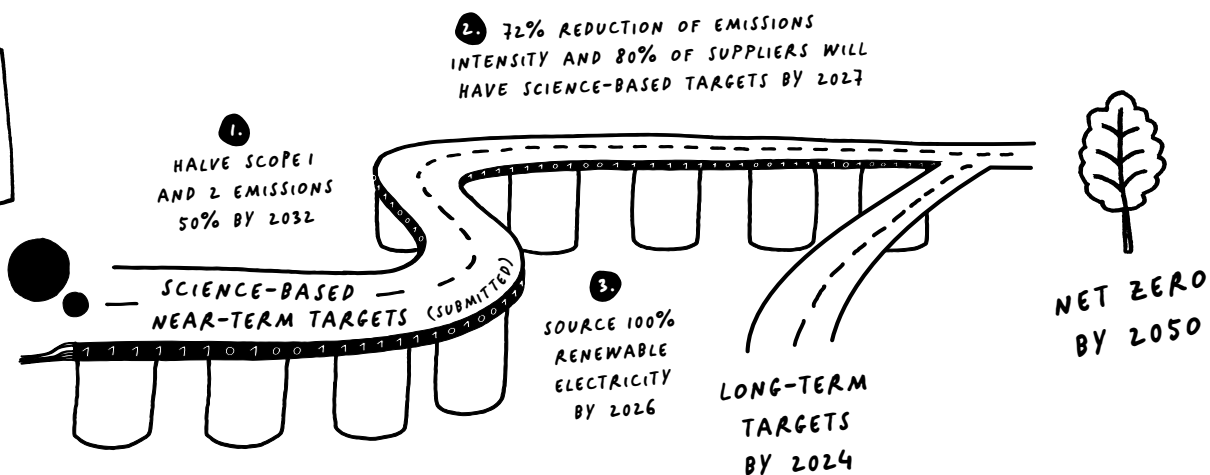 2. 72% REDUCTION OF EMISSIONS
INTENSITY AND 80% OF SUPPLIERS WILL
HAVE SCIENCE-BASED TARGETS BY 2027
1.
HALVE SCOPE 1
AND 2 EMISSIONS
50% BY 2032
SCIENCE-BASED
NEAR-TERM TARGETS (SUBMITTED)
3.
SOURCE 100%
RENEWABLE
ELECTRICITY
BY 2026
LONG-TERM
TARGETS
BY 2024
NET ZERO
BY 2050